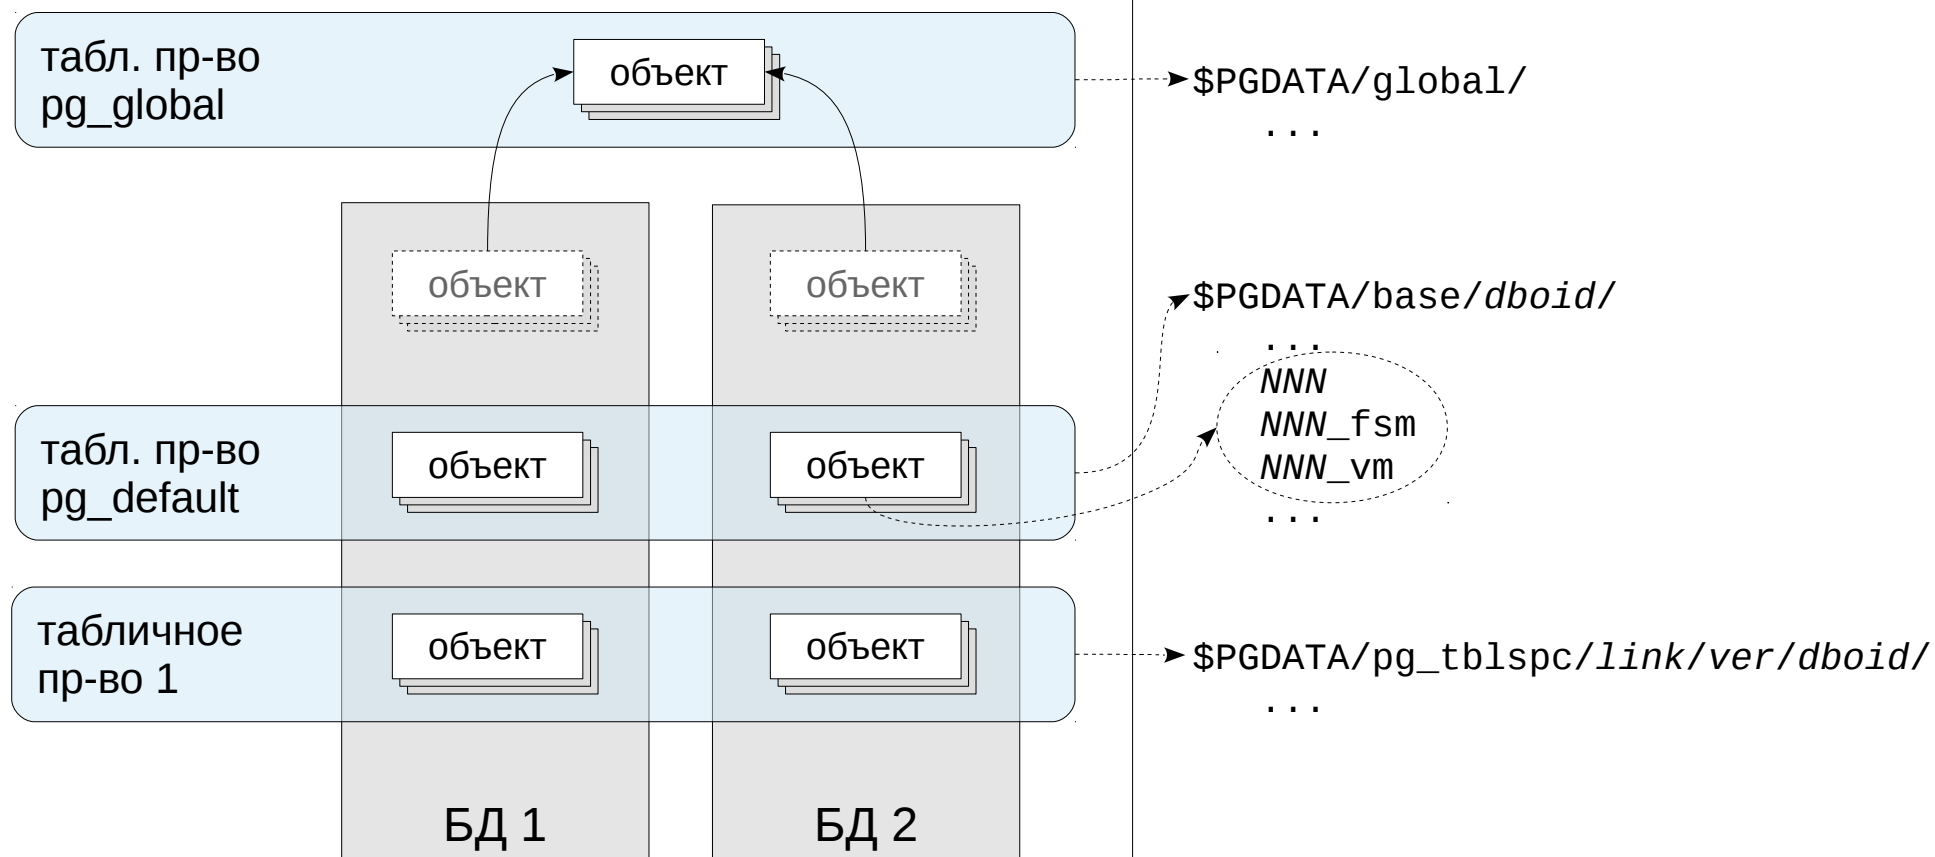 табл. пр-во
pg_global
объект
$PGDATA/global/
...
объект
объект
$PGDATA/base/dboid/
...
NNN
NNN_fsm
NNN_vm
...
табл. пр-во
pg_default
объект
объект
табличное
пр-во 1
объект
объект
$PGDATA/pg_tblspc/link/ver/dboid/
...
БД 1
БД 2